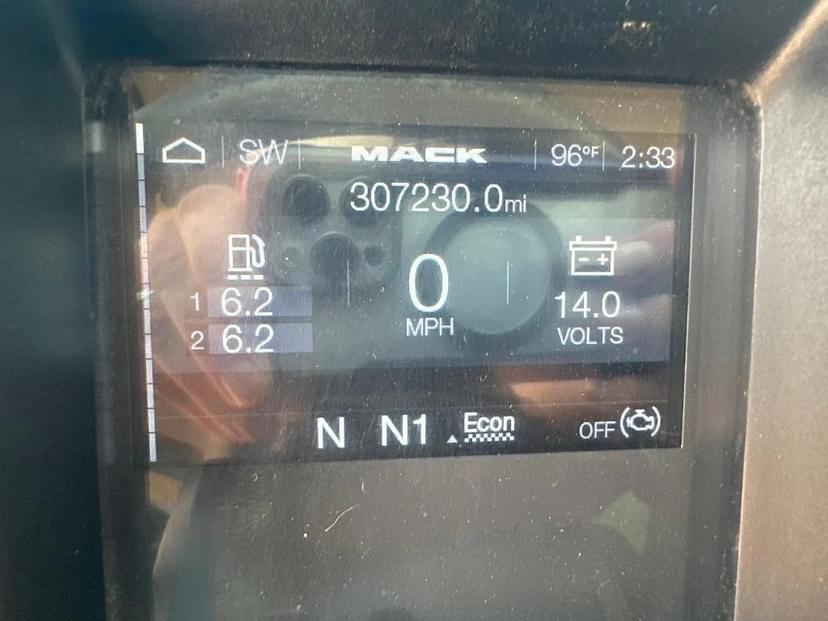 SW MACK 96°F 2:33
307230.0mi
1 6.2
2 6.2
0
MPH
14.0
VOLTS
N N1 Econ OFF